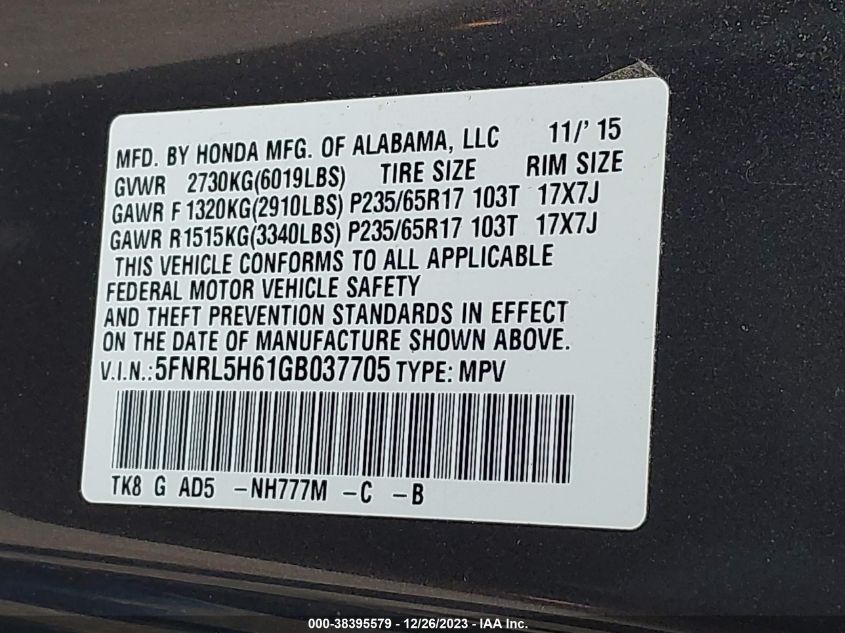 MFD. BY HONDA MFG. OF ALABAMA, LLC 11/'15
GVWR 2730KG(6019LBS) TIRE SIZE RIM SIZE
GAWR F 1320KG(2910LBS) P235/65R17 103T 17X7J
GAWR R1515KG(3340LBS) P235/65R17 103T 17X7J
THIS VEHICLE CONFORMS TO ALL APPLICABLE
FEDERAL MOTOR VEHICLE SAFETY
AND THEFT PREVENTION STANDARDS IN EFFECT
ON THE DATE OF MANUFACTURE SHOWN ABOVE.
V.I.N.:5FNRL5H61GB037705 TYPE: MPV
TK8 G AD5 -NH777M -C -B
000-38395579 - 12/26/2023 - IAA Inc.